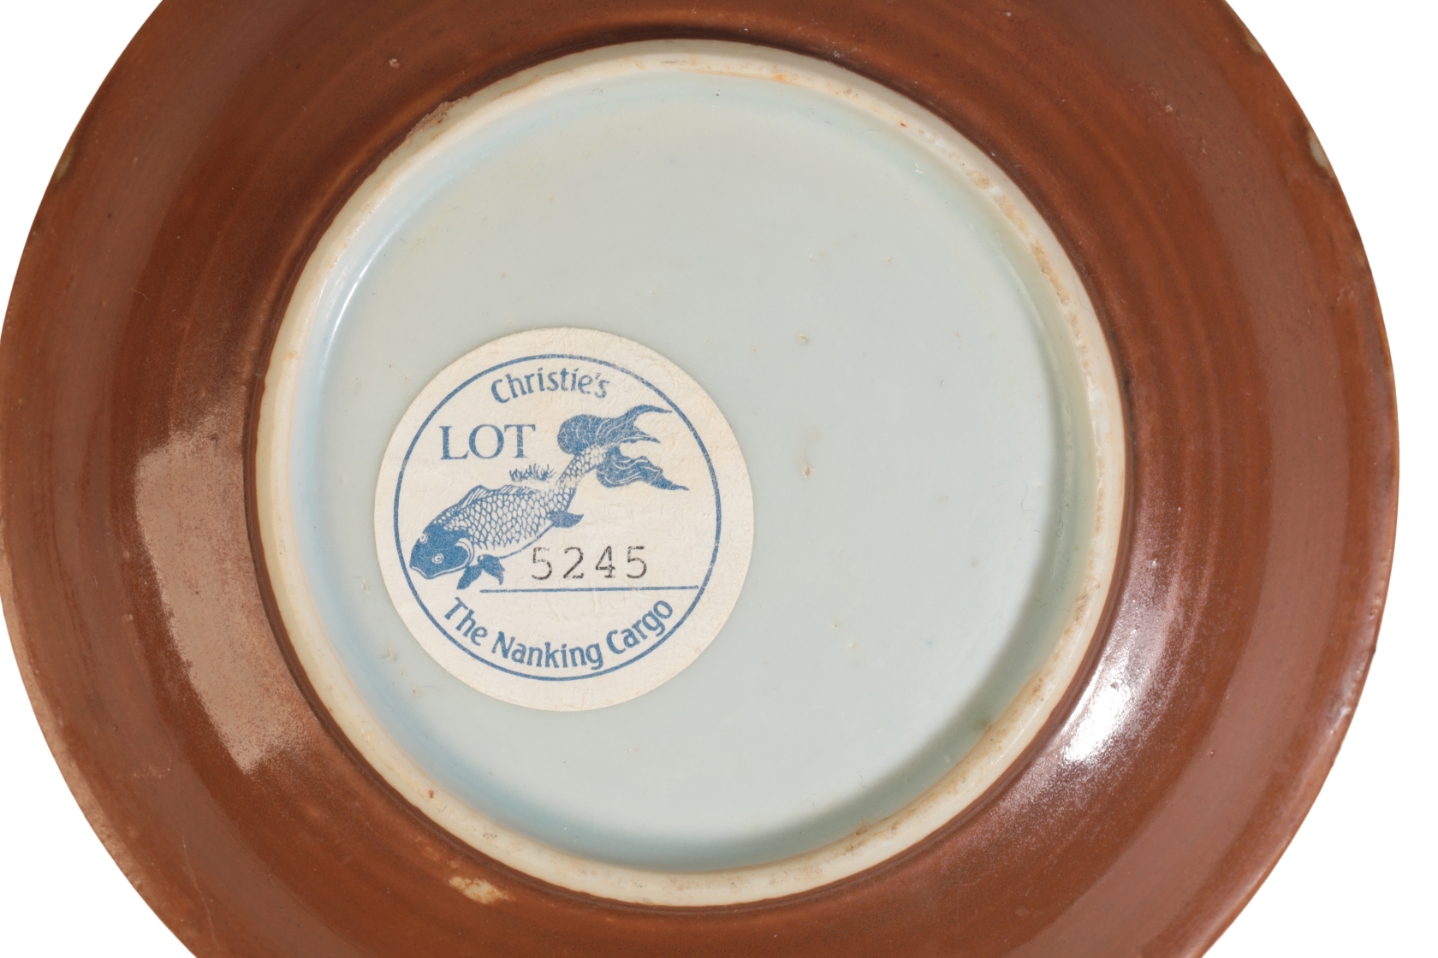 Christie's
LOT
5245
The Nanking Cargo